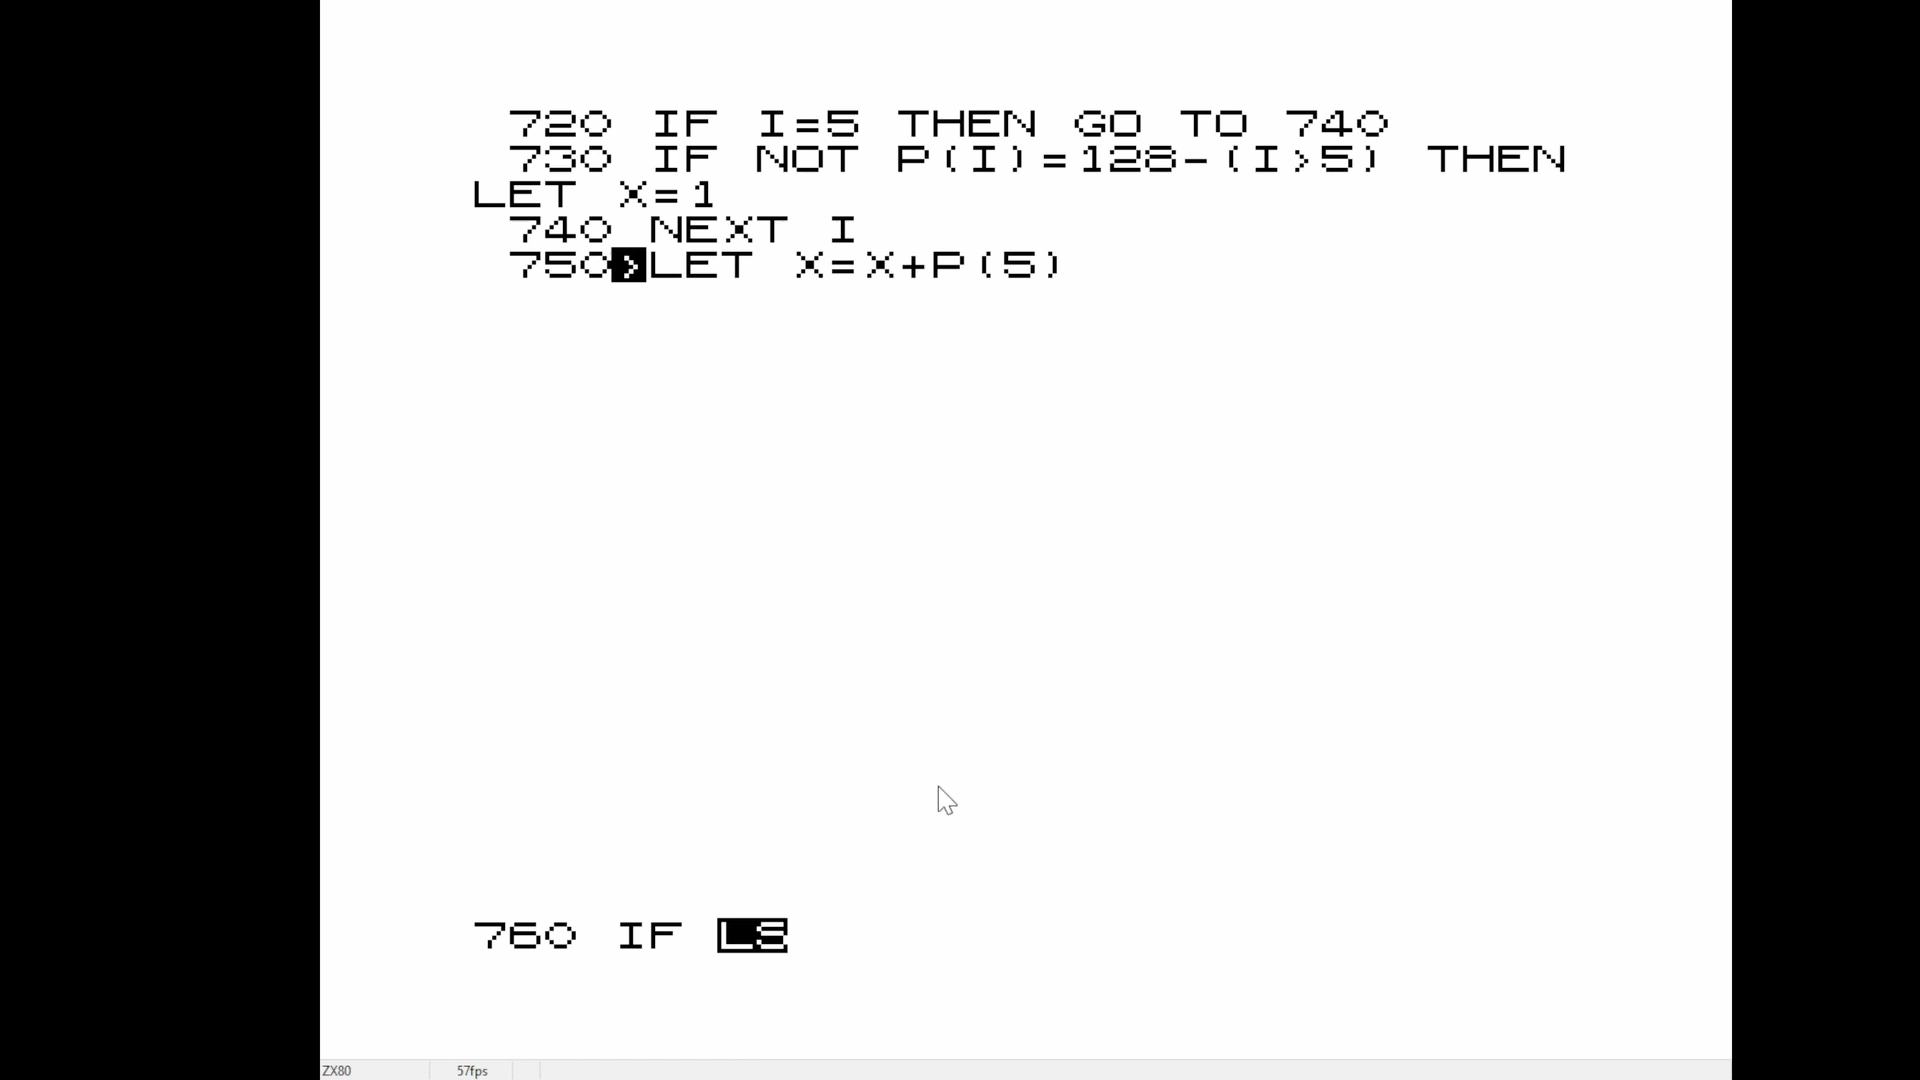 720 IF I=5 THEN GO TO 740
730 IF NOT P(I)=128-(I>5) THEN
LET X=1
740 NEXT I
750>LET X=X+P(5)
760 IF LS
ZX80 57fps